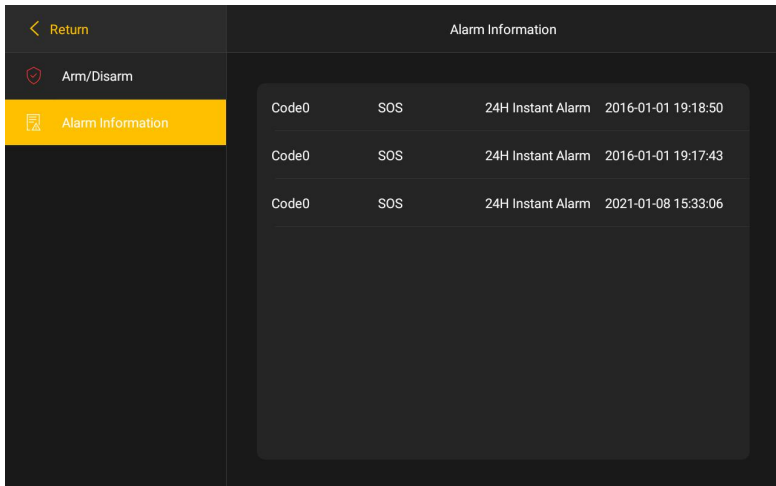 Return
Alarm Information
Arm/Disarm
Alarm Information
Code0 SOS 24H Instant Alarm 2016-01-01 19:18:50
Code0 SOS 24H Instant Alarm 2016-01-01 19:17:43
Code0 SOS 24H Instant Alarm 2021-01-08 15:33:06